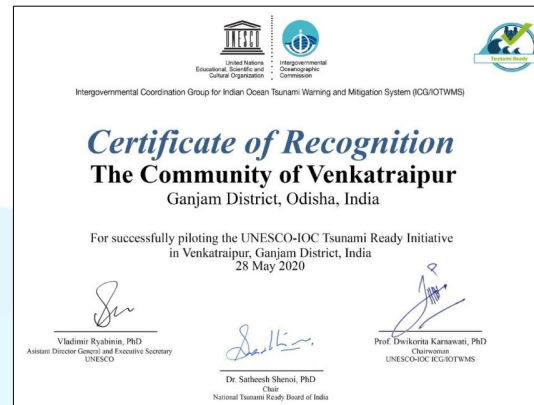 UNESCO
United Nations
Educational, Scientific and
Cultural Organization
Intergovernmental
Oceanographic
Commission
Tsunami Ready
Intergovernmental Coordination Group for Indian Ocean Tsunami Warning and Mitigation System (ICG/IOTWMS)
Certificate of Recognition
The Community of Venkatraipur
Ganjam District, Odisha, India
For successfully piloting the UNESCO-IOC Tsunami Ready Initiative
in Venkatraipur, Ganjam District, India
28 May 2020
Vladimir Ryabinin, PhD
Asistant Director General and Executive Secretary
UNESCO
Dr. Satheesh Shenoi, PhD
Chair
National Tsunami Ready Board of India
Prof. Dwikorita Karnawati, PhD
Chairwoman
UNESCO-IOC ICG/IOTWMS